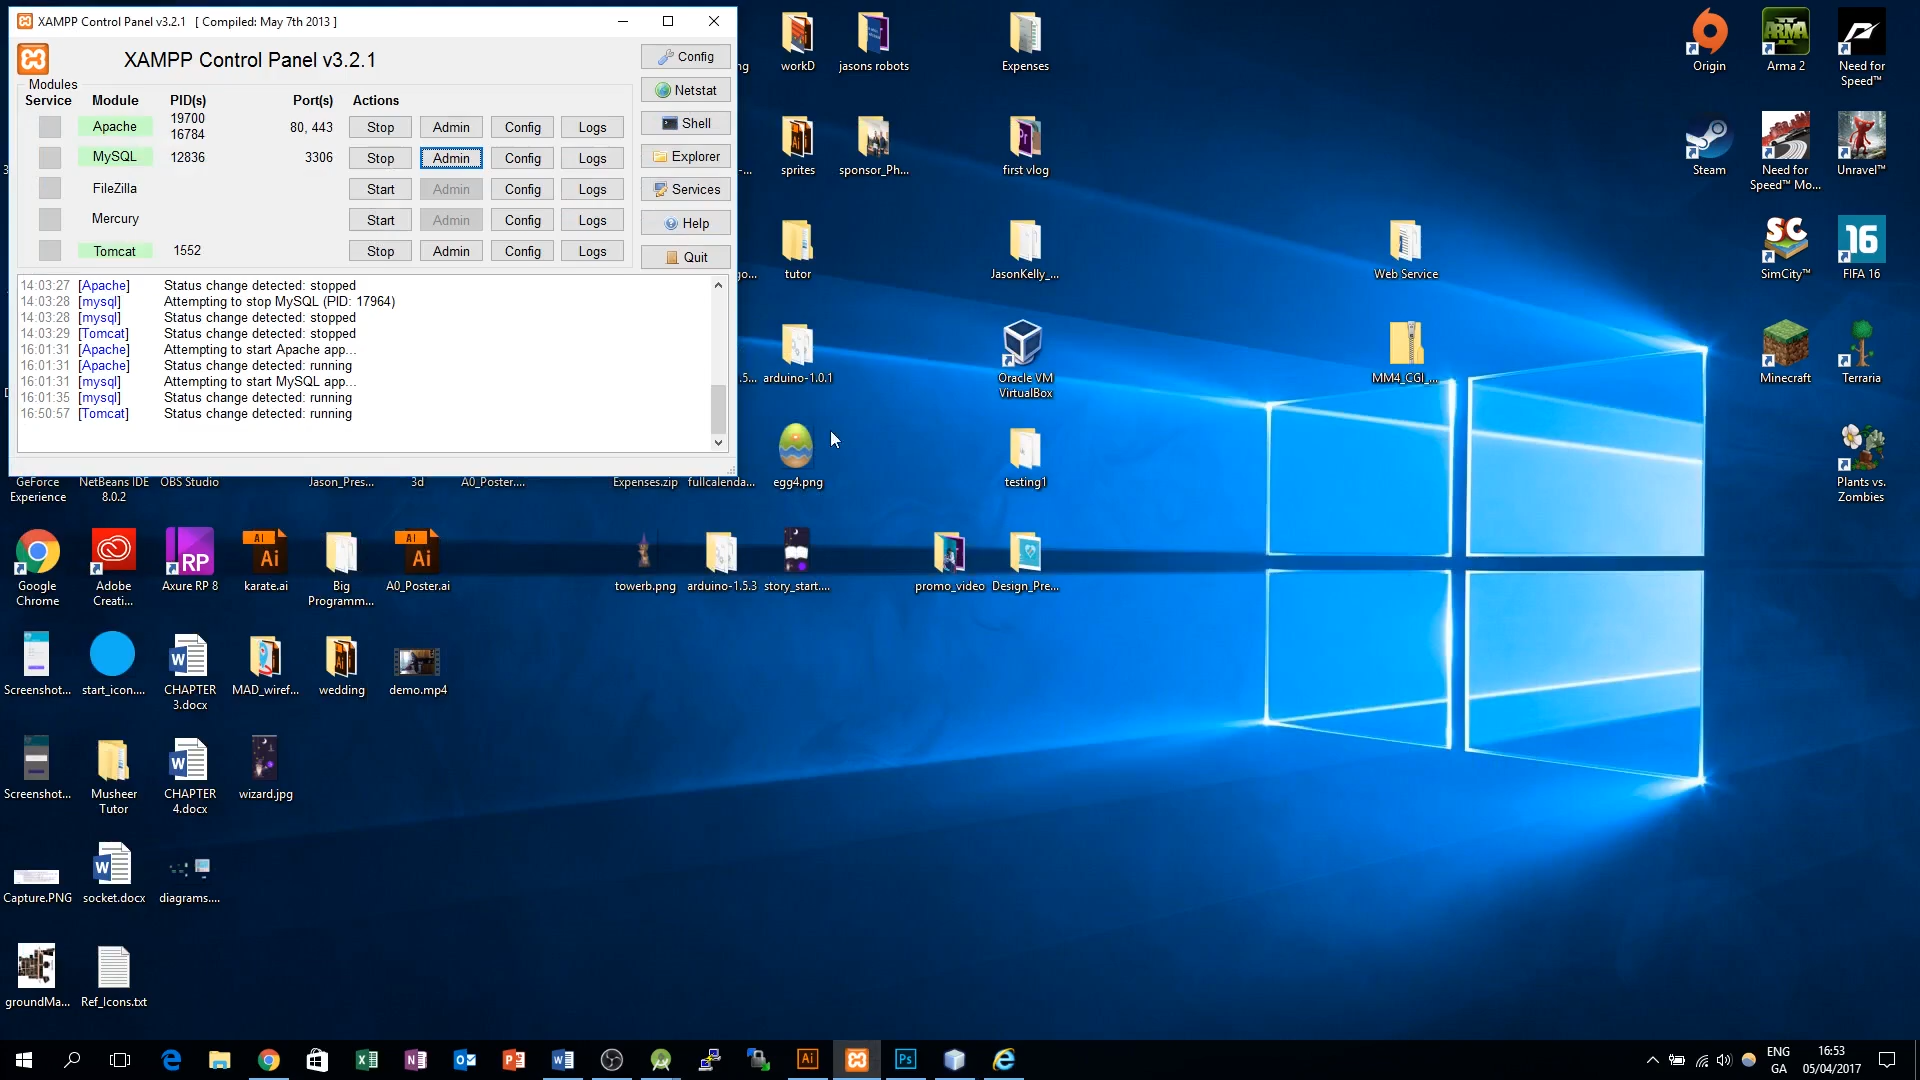 XAMPP Control Panel v3.2.1 [ Compiled: May 7th 2013 ]
XAMPP Control Panel v3.2.1
Config
Modules
Service Module PID(s) Port(s) Actions
Netstat
Apache 19700 16784 80, 443 Stop Admin Config Logs
Shell
MySQL 12836 3306 Stop Admin Config Logs
Explorer
FileZilla Start Admin Config Logs
Services
Mercury Start Admin Config Logs
Help
Tomcat 1552 Stop Admin Config Logs
Quit
14:03:27 [Apache] Status change detected: stopped
14:03:28 [mysql] Attempting to stop MySQL (PID: 17964)
14:03:28 [mysql] Status change detected: stopped
14:03:29 [Tomcat] Status change detected: stopped
16:01:31 [Apache] Attempting to start Apache app...
16:01:31 [Apache] Status change detected: running
16:01:31 [mysql] Attempting to start MySQL app...
16:01:35 [mysql] Status change detected: running
16:50:57 [Tomcat] Status change detected: running
workD
jasons robots
Expenses
Origin
Arma 2
Need for Speed™
sprites
sponsor_Ph...
first vlog
Steam
Need for Speed™ Mo...
Unravel™
tutor
JasonKelly_...
Web Service
SimCity™
FIFA 16
arduino-1.0.1
Oracle VM VirtualBox
MM4_CGI_...
Minecraft
Terraria
GeForce Experience
NetBeans IDE 8.0.2
OBS Studio
Jason_Pres...
3d
A0_Poster....
Expenses.zip
fullcalenda...
egg4.png
testing1
Plants vs. Zombies
Google Chrome
Adobe Creati...
Axure RP 8
karate.ai
Big Programm...
A0_Poster.ai
towerb.png
arduino-1.5.3
story_start....
promo_video
Design_Pre...
Screenshot...
start_icon....
CHAPTER 3.docx
MAD_wiref...
wedding
demo.mp4
Screenshot...
Musheer Tutor
CHAPTER 4.docx
wizard.jpg
Capture.PNG
socket.docx
diagrams....
groundMa...
Ref_Icons.txt
ENG
GA
16:53
05/04/2017